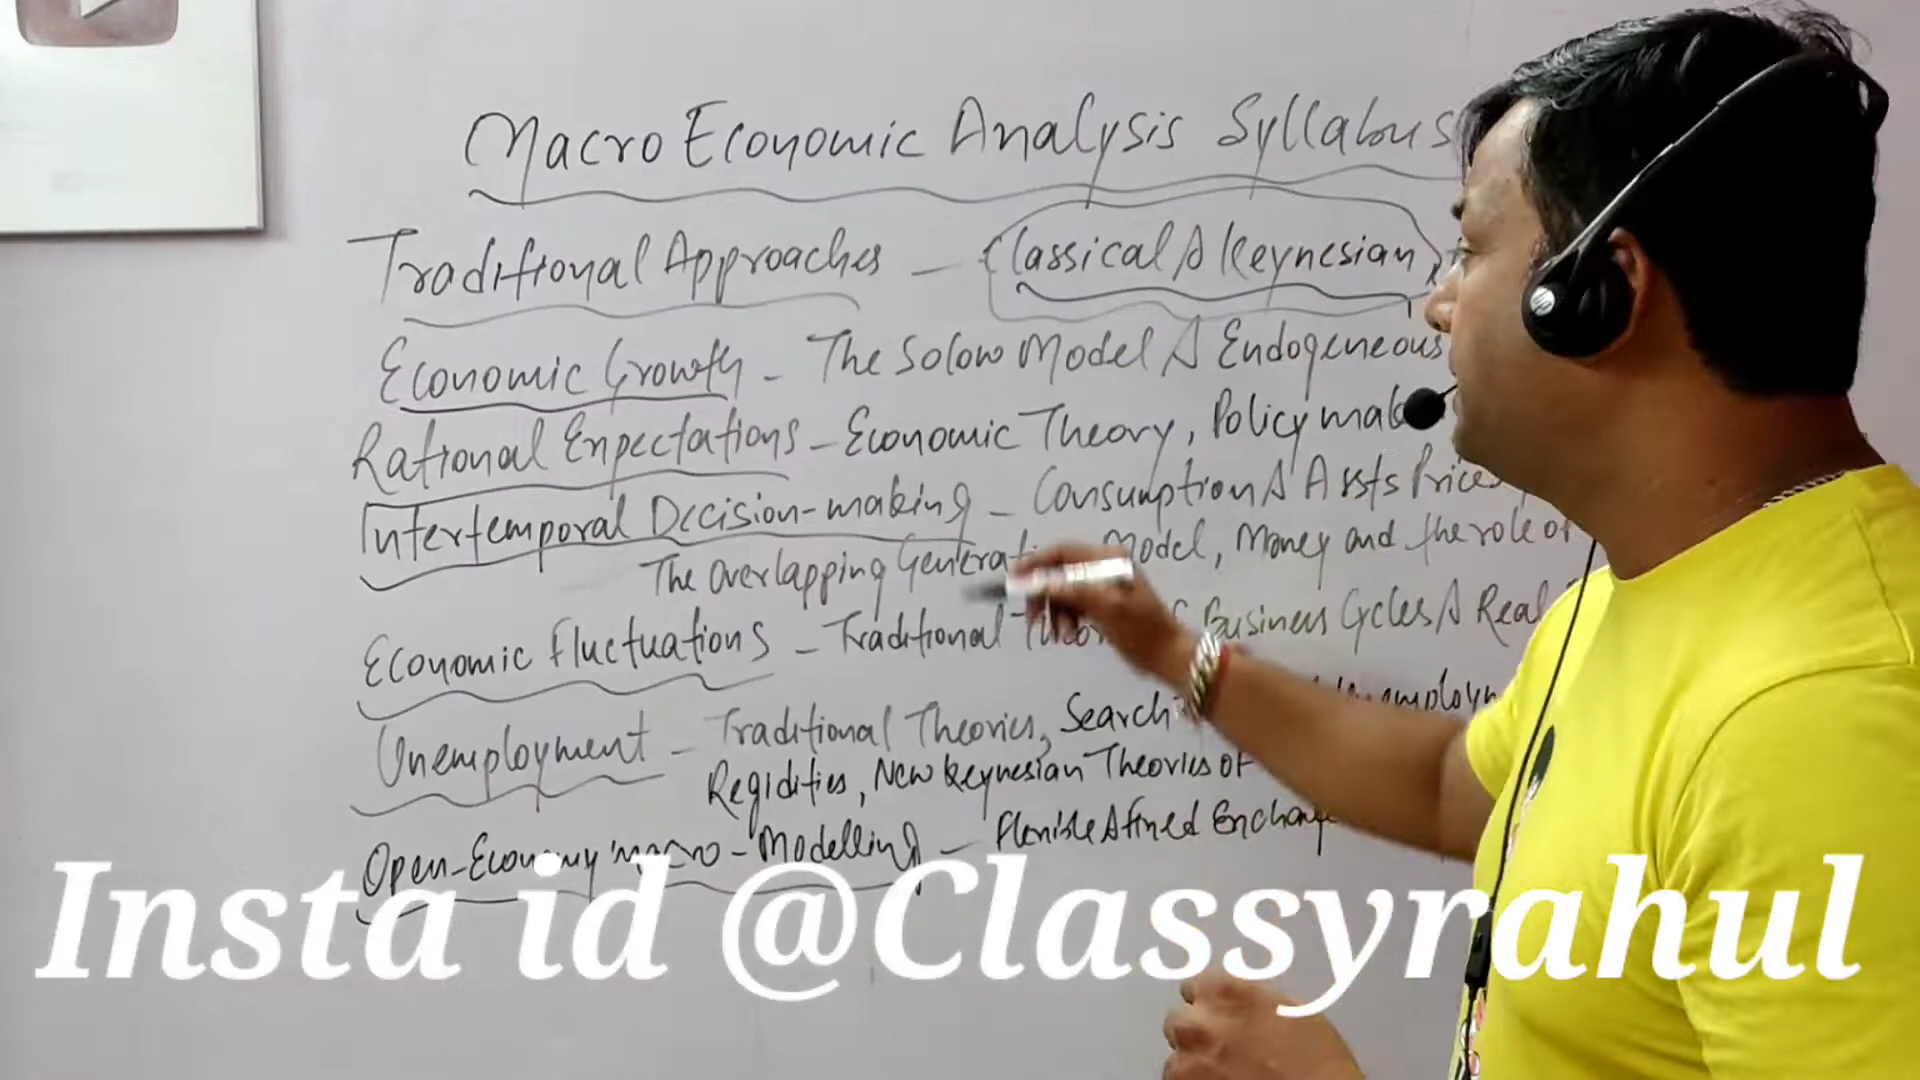 Macro Economic Analysis Syllabus
Traditional Approaches - Classical & Keynesian,
Economic Growth - The Solow Model & Endogeneous
Rational Expectations - Economic Theory, Policy
Intertemporal Decision-making - Consumption & Assts Prices
The Overlapping Model, Money and the role of
Economic Fluctuations - Traditional Business Cycles & Real
Unemployment - Traditional Theories, Search
Regidities, New Keynesian Theories of
Open-Economy Macro-Modelling - Flexible & fixed
Insta id @Classyrahul